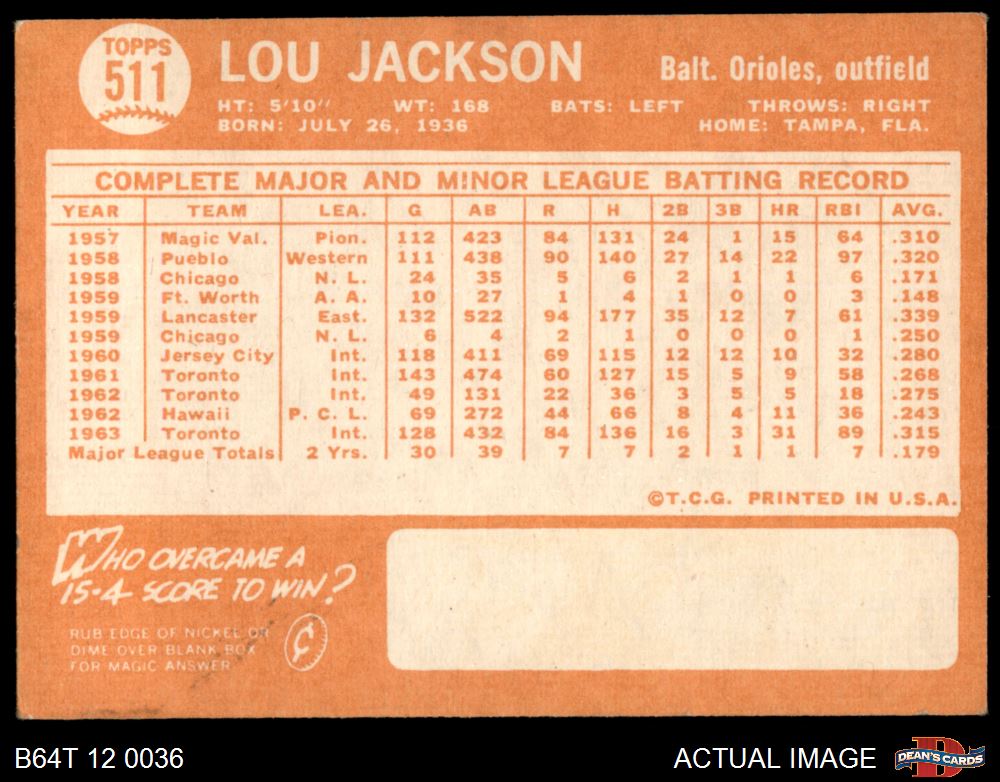 TOPPS
511
LOU JACKSON
Balt. Orioles, outfield
HT: 5'10" WT: 168 BATS: LEFT THROWS: RIGHT
BORN: JULY 26, 1936 HOME: TAMPA, FLA.
COMPLETE MAJOR AND MINOR LEAGUE BATTING RECORD
YEAR TEAM LEA. G AB R H 2B 3B HR RBI AVG.
1957 Magic Val. Pion. 112 423 84 131 24 1 15 64 .310
1958 Pueblo Western 111 438 90 140 27 14 22 97 .320
1958 Chicago N. L. 24 35 5 6 2 1 1 6 .171
1959 Ft. Worth A. A. 10 27 1 4 1 0 0 3 .148
1959 Lancaster East. 132 522 94 177 35 12 7 61 .339
1959 Chicago N. L. 6 4 2 1 0 0 0 1 .250
1960 Jersey City Int. 118 411 69 115 12 12 10 32 .280
1961 Toronto Int. 143 474 60 127 15 5 9 58 .268
1962 Toronto Int. 49 131 22 36 3 5 5 18 .275
1962 Hawaii P. C. L. 69 272 44 66 8 4 11 36 .243
1963 Toronto Int. 128 432 84 136 16 3 31 89 .315
Major League Totals 2 Yrs. 30 39 7 7 2 1 1 7 .179
©T.C.G. PRINTED IN U.S.A.
WHO OVERCAME A
15-4 SCORE TO WIN?
RUB EDGE OF NICKEL OR
DIME OVER BLANK BOX
FOR MAGIC ANSWER
¢
B64T 12 0036 ACTUAL IMAGE
D
DEAN'S CARDS